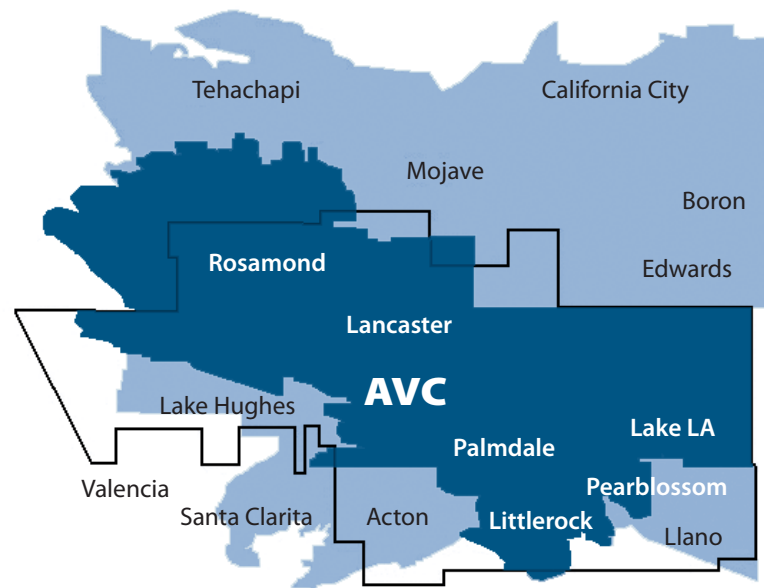 Tehachapi
California City
Mojave
Boron
Rosamond
Edwards
Lancaster
AVC
Lake Hughes
Lake LA
Palmdale
Valencia
Pearblossom
Santa Clarita
Acton
Littlerock
Llano